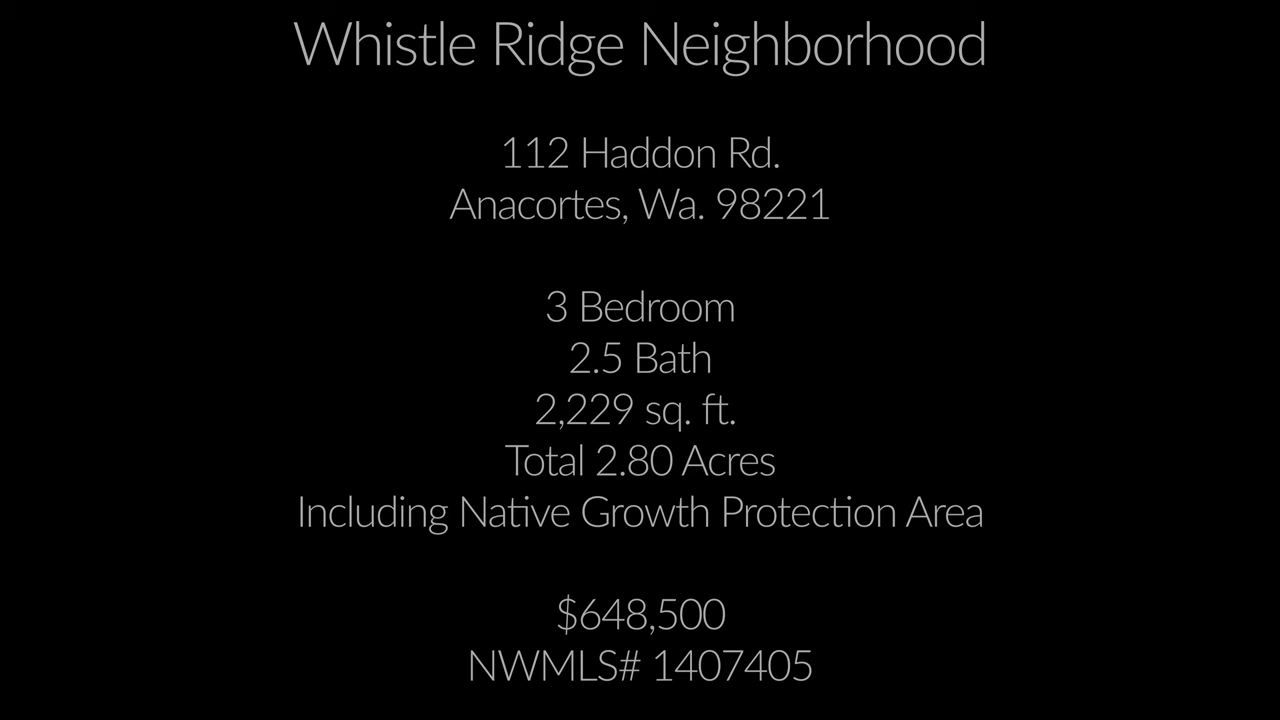 Whistle Ridge Neighborhood
112 Haddon Rd.
Anacortes, Wa. 98221
3 Bedroom
2.5 Bath
2,229 sq. ft.
Total 2.80 Acres
Including Native Growth Protection Area
$648,500
NWMLS# 1407405